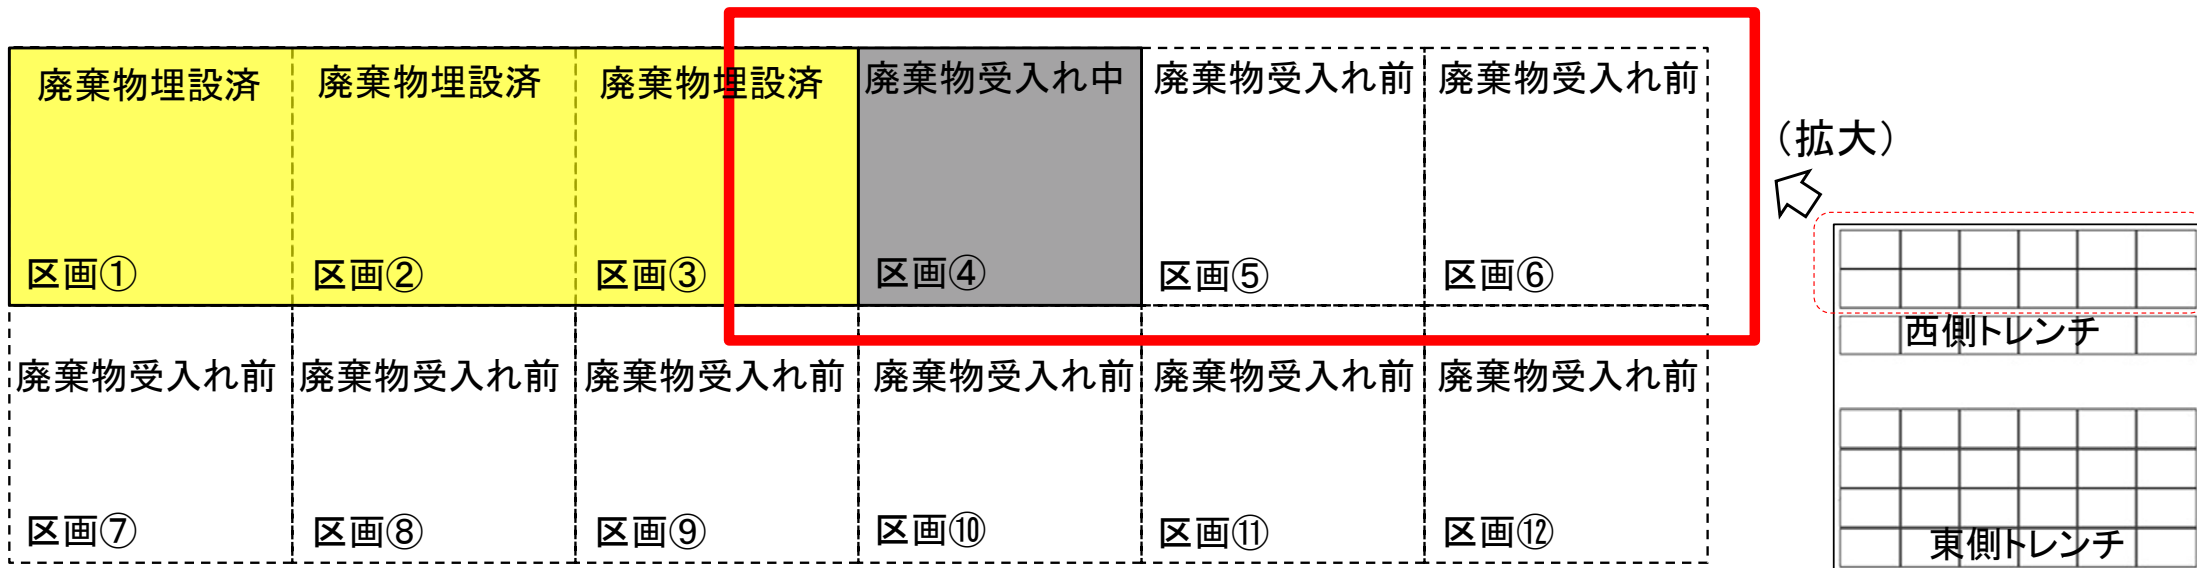 廃棄物埋設済
廃棄物埋設済
廃棄物埋設済
廃棄物受入れ中
廃棄物受入れ前
廃棄物受入れ前
区画①
区画②
区画③
区画④
区画⑤
区画⑥
廃棄物受入れ前
廃棄物受入れ前
廃棄物受入れ前
廃棄物受入れ前
廃棄物受入れ前
廃棄物受入れ前
区画⑦
区画⑧
区画⑨
区画⑩
区画⑪
区画⑫
（拡大）
西側トレンチ
東側トレンチ